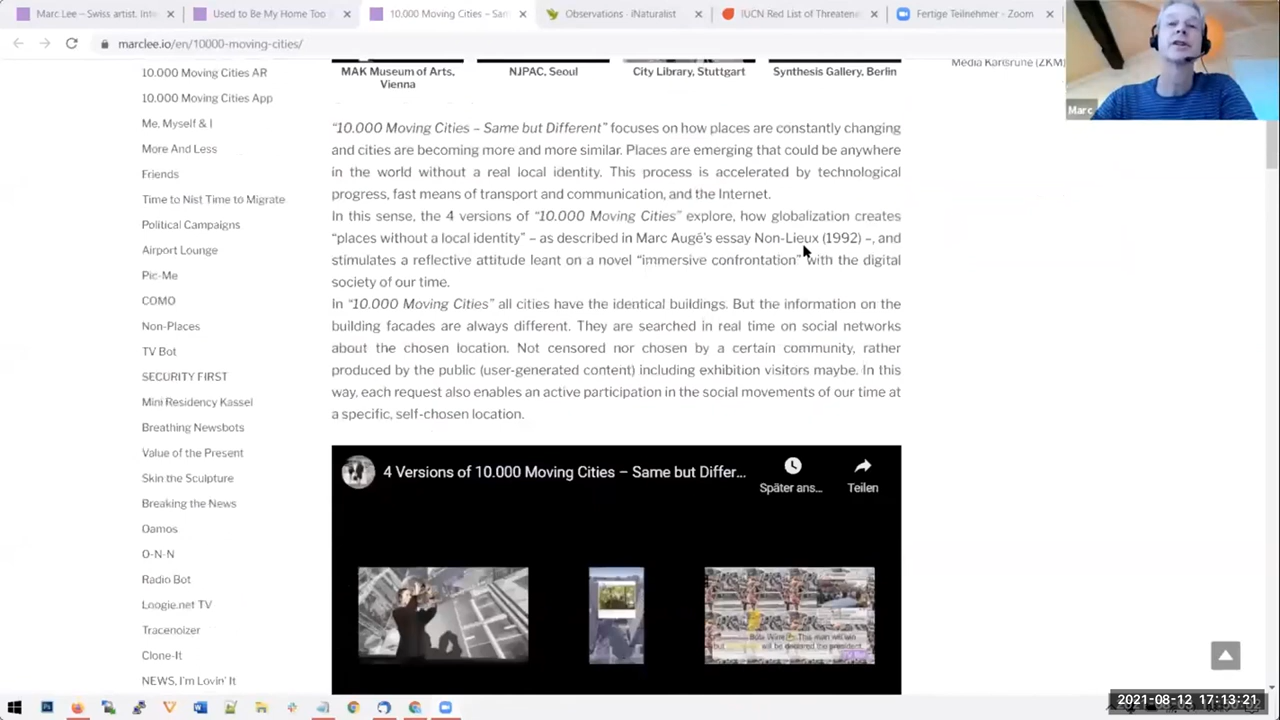 Marc Lee – Swiss artist. Inte
Used to Be My Home Too
10.000 Moving Cities – Sam
Observations · iNaturalist
IUCN Red List of Threatene
Fertige Teilnehmer - Zoom
marclee.io/en/10000-moving-cities/
Marc
Media Karlsruhe (ZKM)
MAK Museum of Arts, Vienna
NJPAC, Seoul
City Library, Stuttgart
Synthesis Gallery, Berlin
10.000 Moving Cities AR
10.000 Moving Cities App
Me, Myself & I
More And Less
Friends
Time to Nist Time to Migrate
Political Campaigns
Airport Lounge
Pic-Me
COMO
Non-Places
TV Bot
SECURITY FIRST
Mini Residency Kassel
Breathing Newsbots
Value of the Present
Skin the Sculpture
Breaking the News
Oamos
O-N-N
Radio Bot
Loogie.net TV
Tracenoizer
Clone-It
NEWS, I'm Lovin' It
“10.000 Moving Cities – Same but Different” focuses on how places are constantly changing
and cities are becoming more and more similar. Places are emerging that could be anywhere
in the world without a real local identity. This process is accelerated by technological
progress, fast means of transport and communication, and the Internet.
In this sense, the 4 versions of “10.000 Moving Cities” explore, how globalization creates
“places without a local identity” – as described in Marc Augé’s essay Non-Lieux (1992) –, and
stimulates a reflective attitude leant on a novel “immersive confrontation” with the digital
society of our time.
In “10.000 Moving Cities” all cities have the identical buildings. But the information on the
building facades are always different. They are searched in real time on social networks
about the chosen location. Not censored nor chosen by a certain community, rather
produced by the public (user-generated content) including exhibition visitors maybe. In this
way, each request also enables an active participation in the social movements of our time at
a specific, self-chosen location.
4 Versions of 10.000 Moving Cities – Same but Differ...
Später ans...
Teilen
Bobi Wine
This man will win
but
will be declared the president.
2021-08-12 17:13:21